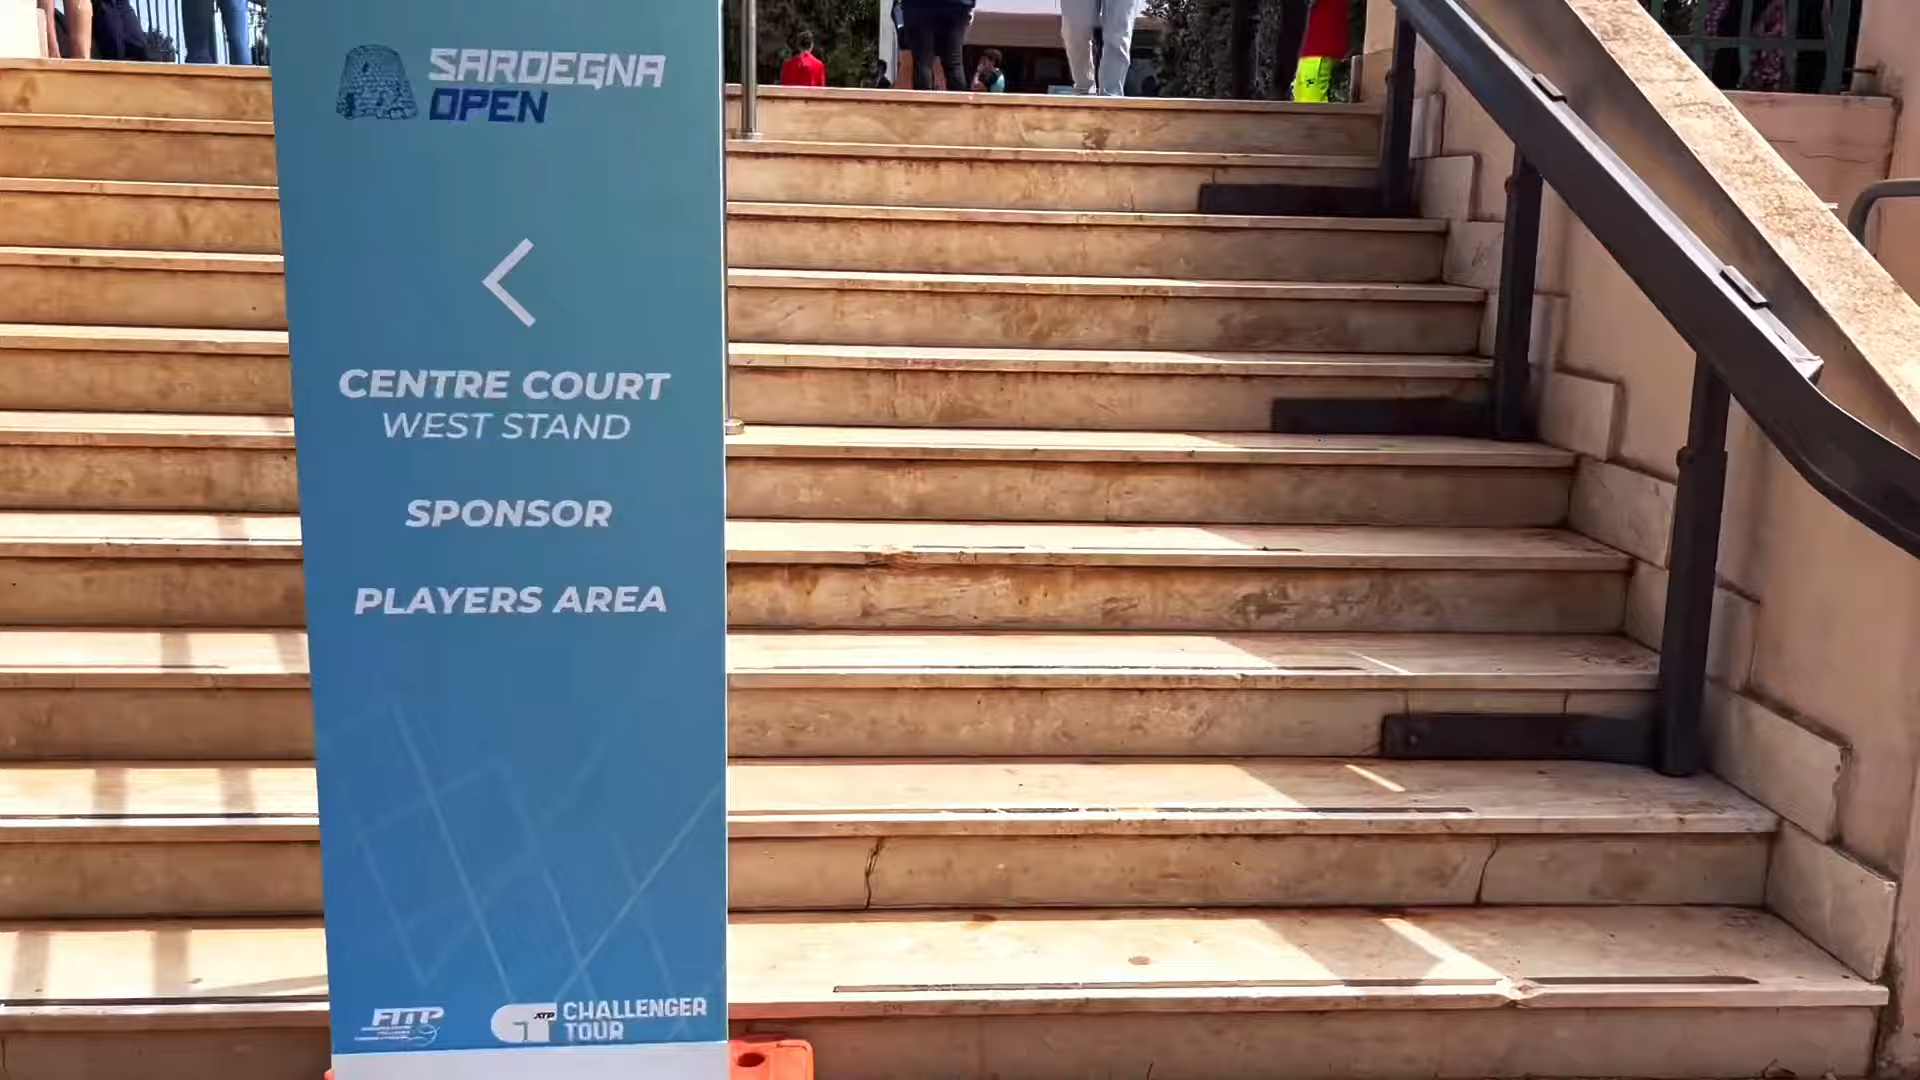 SARDEGNA
OPEN
CENTRE COURT
WEST STAND
SPONSOR
PLAYERS AREA
FITP
ATP
CHALLENGER
TOUR